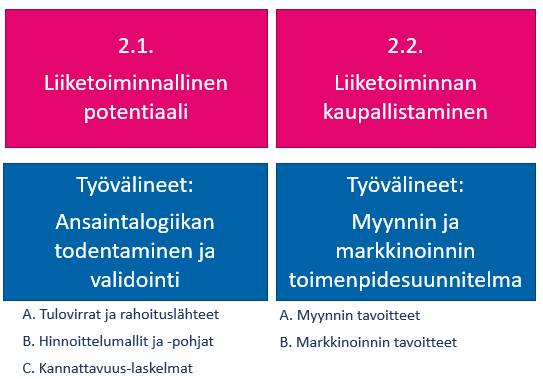 2.1.
Liiketoiminnallinen
potentiaali
2.2.
Liiketoiminnan
kaupallistaminen
Työvälineet:
Ansaintalogiikan
todentaminen ja
validointi
Työvälineet:
Myynnin ja
markkinoinnin
toimenpidesuunnitelma
A. Tulovirrat ja rahoituslähteet
B. Hinnoittelumallit ja -pohjat
C. Kannattavuus-laskelmat
A. Myynnin tavoitteet
B. Markkinoinnin tavoitteet